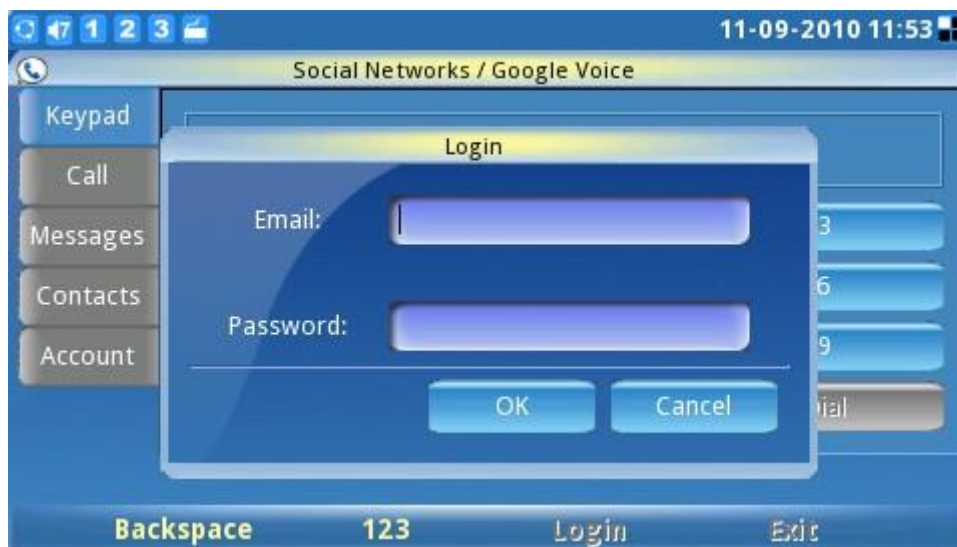 47 1 2 3 11-09-2010 11:53
Social Networks / Google Voice
Keypad
Login
Call
Email:
Messages
3
Contacts
6
Password:
Account
9
OK Cancel
Backspace 123 Login Exit